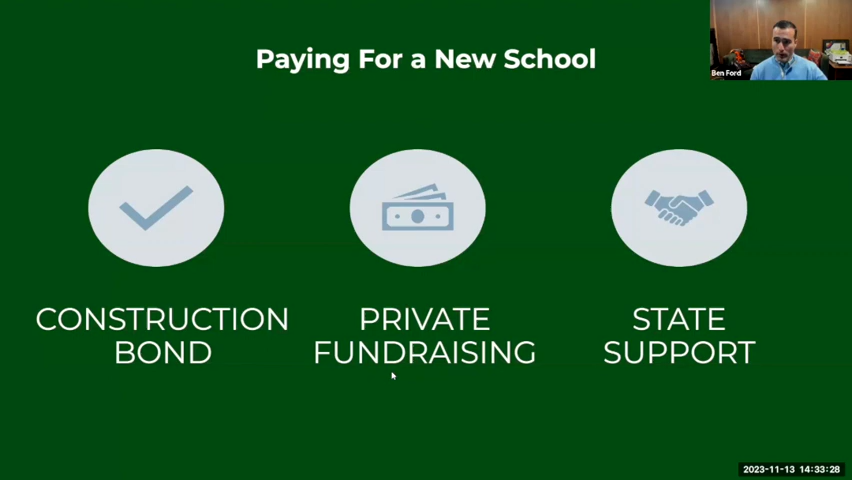 Paying For a New School
Ben Ford
CONSTRUCTION
BOND
PRIVATE
FUNDRAISING
STATE
SUPPORT
2023-11-13 14:33:28